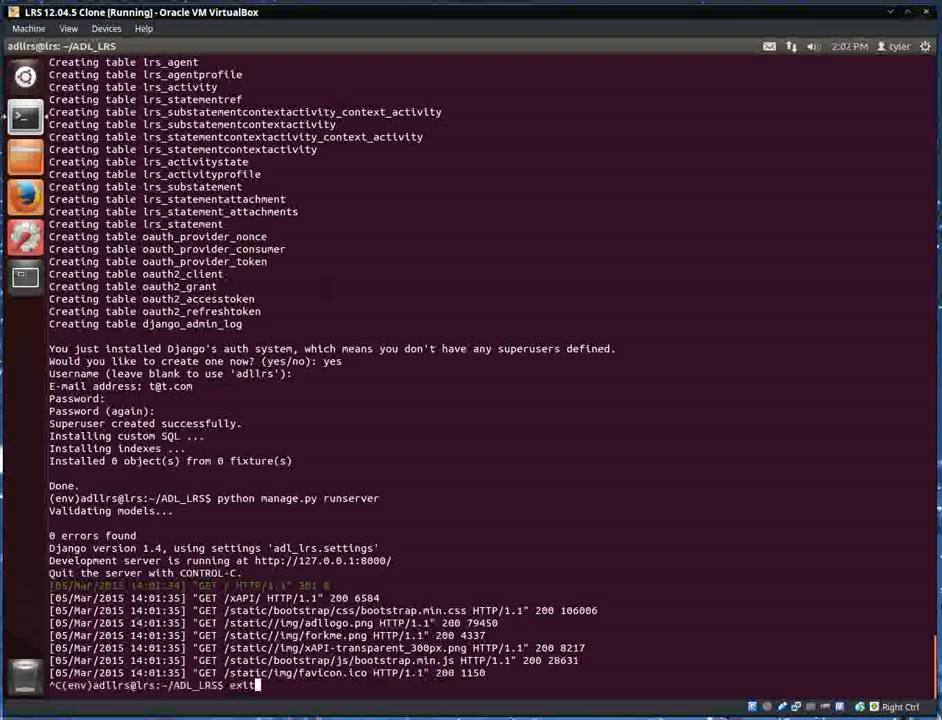 LRS 12.04.5 Clone [Running] - Oracle VM VirtualBox
Machine View Devices Help
adllrs@lrs: ~/ADL_LRS 2:02 PM tyler
Creating table lrs_agent
Creating table lrs_agentprofile
Creating table lrs_activity
Creating table lrs_statementref
Creating table lrs_substatementcontextactivity_context_activity
Creating table lrs_substatementcontextactivity
Creating table lrs_statementcontextactivity_context_activity
Creating table lrs_statementcontextactivity
Creating table lrs_activitystate
Creating table lrs_activityprofile
Creating table lrs_substatement
Creating table lrs_statementattachment
Creating table lrs_statement_attachments
Creating table lrs_statement
Creating table oauth_provider_nonce
Creating table oauth_provider_consumer
Creating table oauth_provider_token
Creating table oauth2_client
Creating table oauth2_grant
Creating table oauth2_accesstoken
Creating table oauth2_refreshtoken
Creating table django_admin_log
You just installed Django's auth system, which means you don't have any superusers defined.
Would you like to create one now? (yes/no): yes
Username (leave blank to use 'adllrs'):
E-mail address: t@t.com
Password:
Password (again):
Superuser created successfully.
Installing custom SQL ...
Installing indexes ...
Installed 0 object(s) from 0 fixture(s)
Done.
(env)adllrs@lrs:~/ADL_LRS$ python manage.py runserver
Validating models...
0 errors found
Django version 1.4, using settings 'adl_lrs.settings'
Development server is running at http://127.0.0.1:8000/
Quit the server with CONTROL-C.
[05/Mar/2015 14:01:34] "GET / HTTP/1.1" 301 0
[05/Mar/2015 14:01:35] "GET /xAPI/ HTTP/1.1" 200 6584
[05/Mar/2015 14:01:35] "GET /static/bootstrap/css/bootstrap.min.css HTTP/1.1" 200 106006
[05/Mar/2015 14:01:35] "GET /static//img/adllogo.png HTTP/1.1" 200 79450
[05/Mar/2015 14:01:35] "GET /static//img/forkme.png HTTP/1.1" 200 4337
[05/Mar/2015 14:01:35] "GET /static//img/xAPI-transparent_300px.png HTTP/1.1" 200 8217
[05/Mar/2015 14:01:35] "GET /static/bootstrap/js/bootstrap.min.js HTTP/1.1" 200 28631
[05/Mar/2015 14:01:35] "GET /static/img/favicon.ico HTTP/1.1" 200 1150
^C(env)adllrs@lrs:~/ADL_LRS$ exit
Right Ctrl